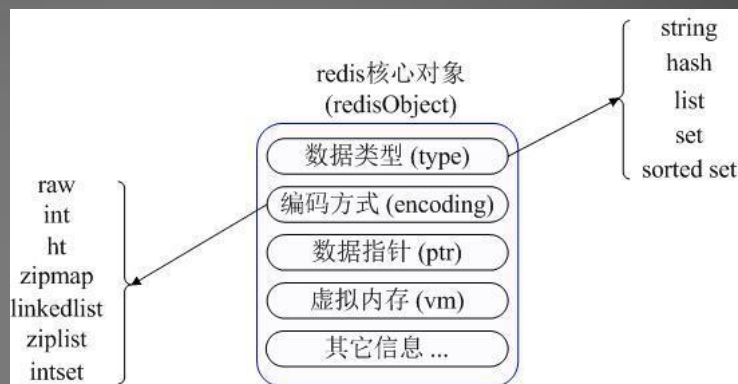 redis核心对象
(redisObject)
数据类型 (type)
编码方式 (encoding)
数据指针 (ptr)
虚拟内存 (vm)
其它信息 ...
string
hash
list
set
sorted set
raw
int
ht
zipmap
linkedlist
ziplist
intset